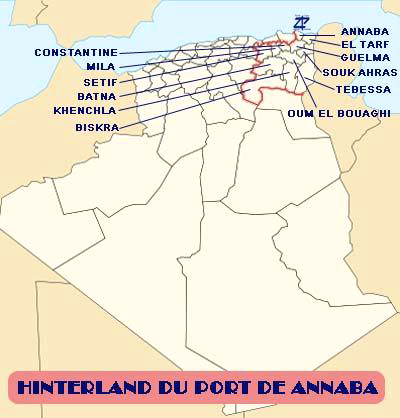 ANNABA
EL TARF
GUELMA
SOUK AHRAS
TEBESSA
OUM EL BOUAGHI
CONSTANTINE
MILA
SETIF
BATNA
KHENCHLA
BISKRA
HINTERLAND DU PORT DE ANNABA